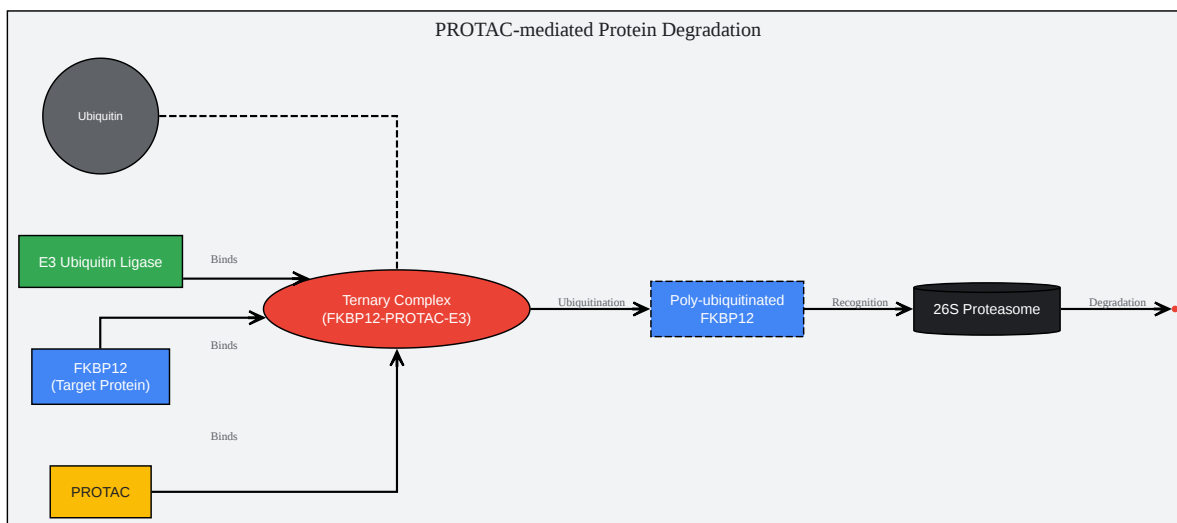 PROTAC-mediated Protein Degradation
Ubiquitin
E3 Ubiquitin Ligase
Binds
Ternary Complex
(FKBP12-PROTAC-E3)
Ubiquitination
Poly-ubiquitinated
FKBP12
Recognition
26S Proteasome
Degradation
Binds
FKBP12
(Target Protein)
Binds
PROTAC